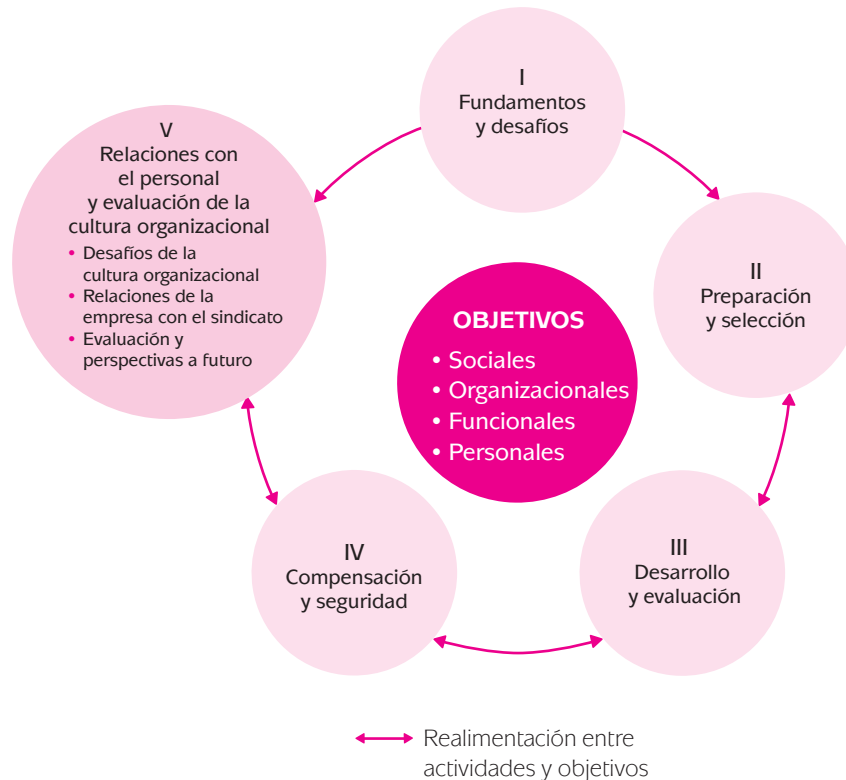 I
Fundamentos
y desafíos
II
Preparación
y selección
III
Desarrollo
y evaluación
IV
Compensación
y seguridad
V
Relaciones con
el personal
y evaluación de la
cultura organizacional
• Desafíos de la
cultura organizacional
• Relaciones de la
empresa con el sindicato
• Evaluación y
perspectivas a futuro
OBJETIVOS
• Sociales
• Organizacionales
• Funcionales
• Personales
Realimentación entre
actividades y objetivos